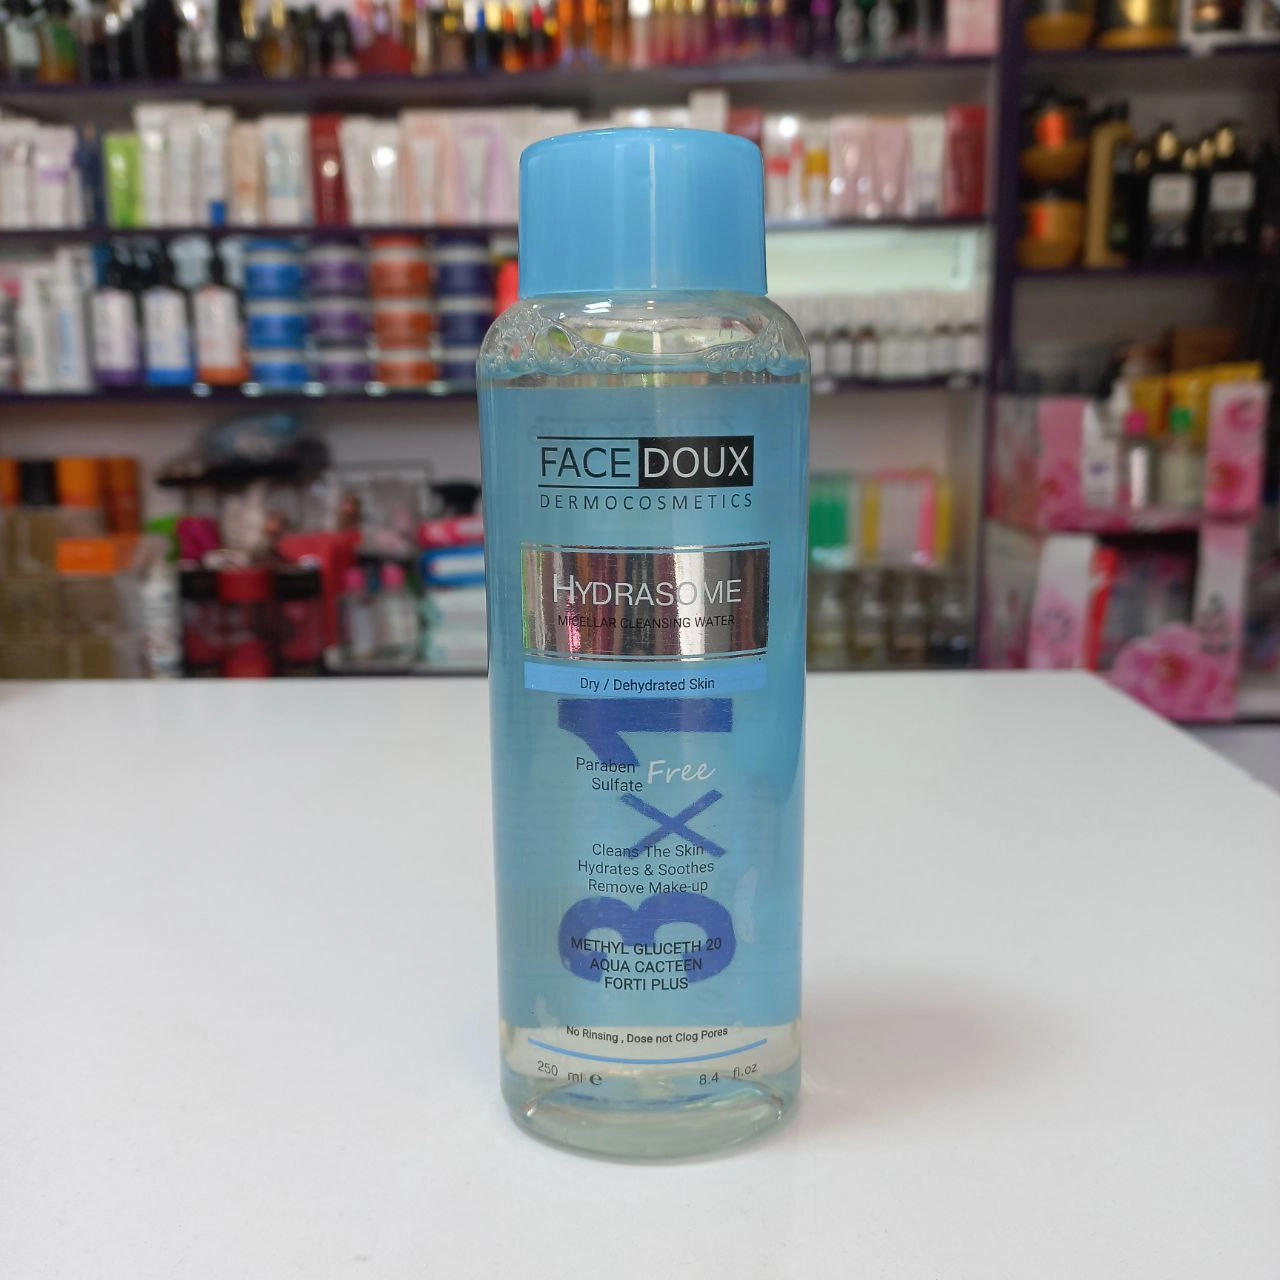 FACE DOUX
DERMOCOSMETICS
HYDRASOME
MICELLAR CLEANSING WATER
Dry / Dehydrated Skin
3x1
Paraben
Sulfate Free
Cleans The Skin
Hydrates & Soothes
Remove Make-up
METHYL GLUCETH 20
AQUA CACTEEN
FORTI PLUS
No Rinsing , Dose not Clog Pores
250 ml e 8.4 fl.oz